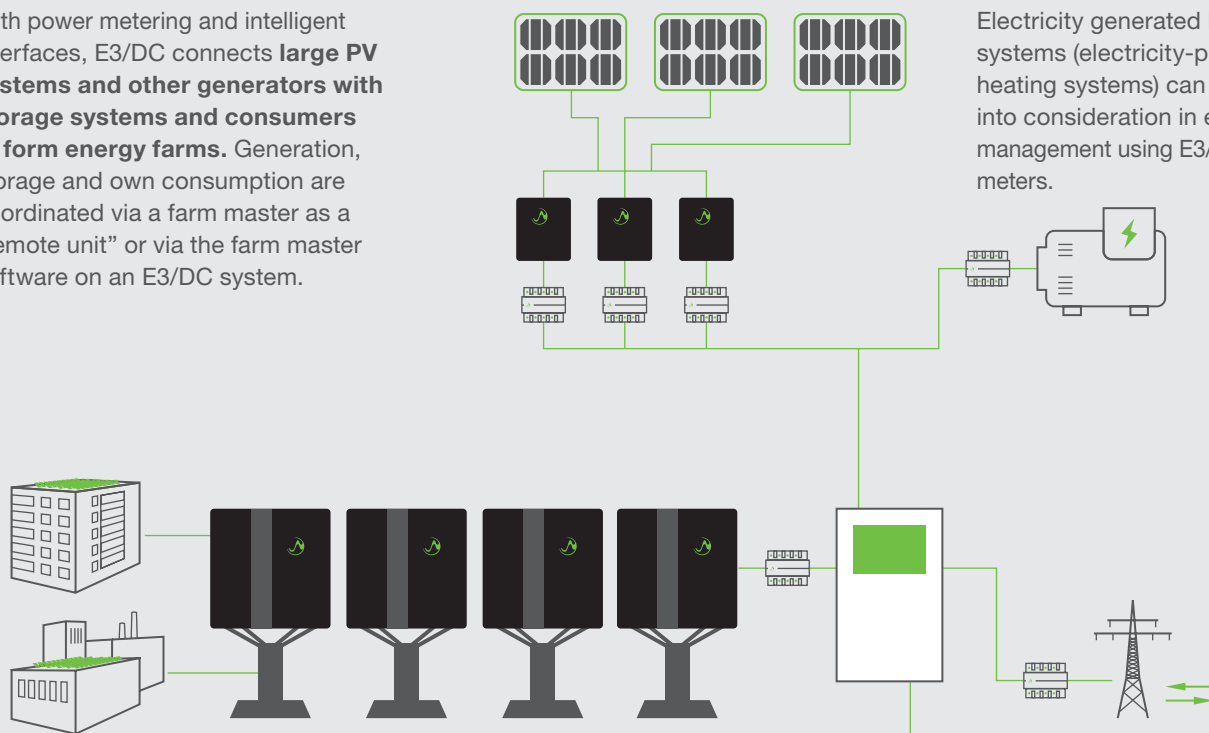 th power metering and intelligent
erfaces, E3/DC connects large PV
stems and other generators with
orage systems and consumers
form energy farms. Generation,
orage and own consumption are
ordinated via a farm master as a
emote unit” or via the farm master
ftware on an E3/DC system.
Electricity generated
systems (electricity-p
heating systems) can
into consideration in e
management using E3/
meters.